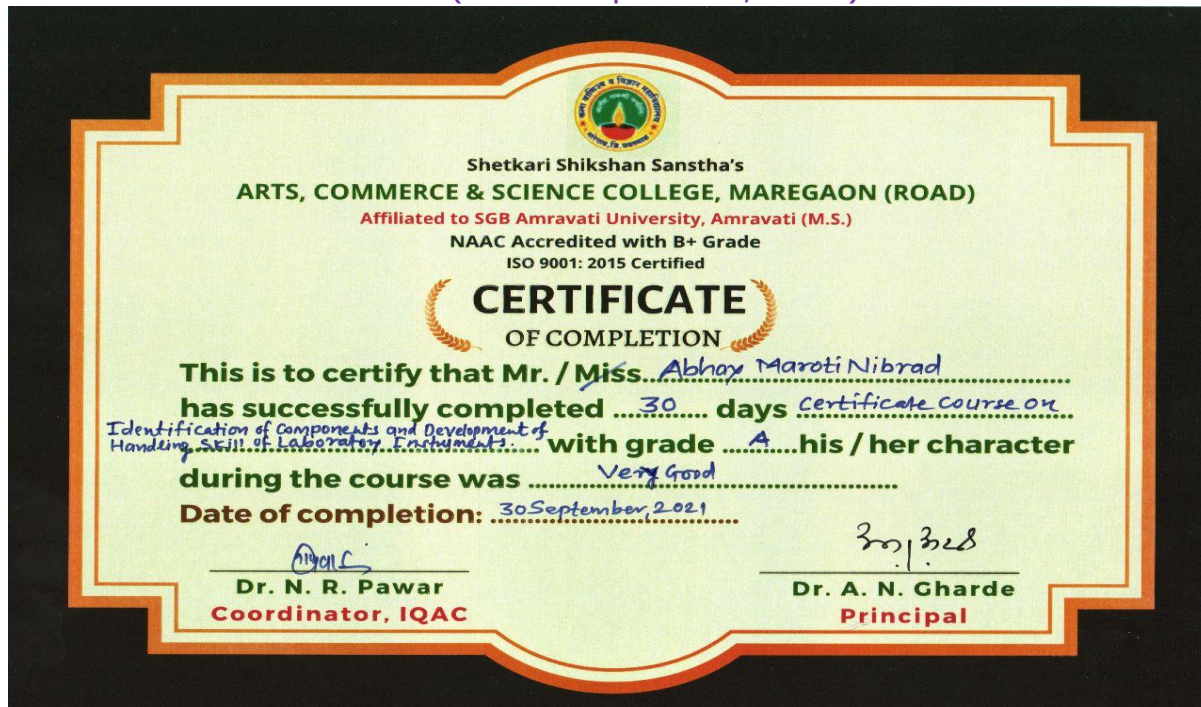 कला वाणिज्य व विज्ञान महाविद्यालय
Shetkari Shikshan Sanstha's
ARTS, COMMERCE & SCIENCE COLLEGE, MAREGAON (ROAD)
Affiliated to SGB Amravati University, Amravati (M.S.)
NAAC Accredited with B+ Grade
ISO 9001: 2015 Certified
CERTIFICATE
OF COMPLETION
This is to certify that Mr. / Miss. Abhay Maroti Nibrad
has successfully completed 30 days Certificate Course on
Identification of Components and Development of
Handling Skill of Laboratory Instruments. with grade A his / her character
during the course was Very Good
Date of completion: 30 September, 2021
Dr. N. R. Pawar
Dr. A. N. Gharde
Coordinator, IQAC
Principal